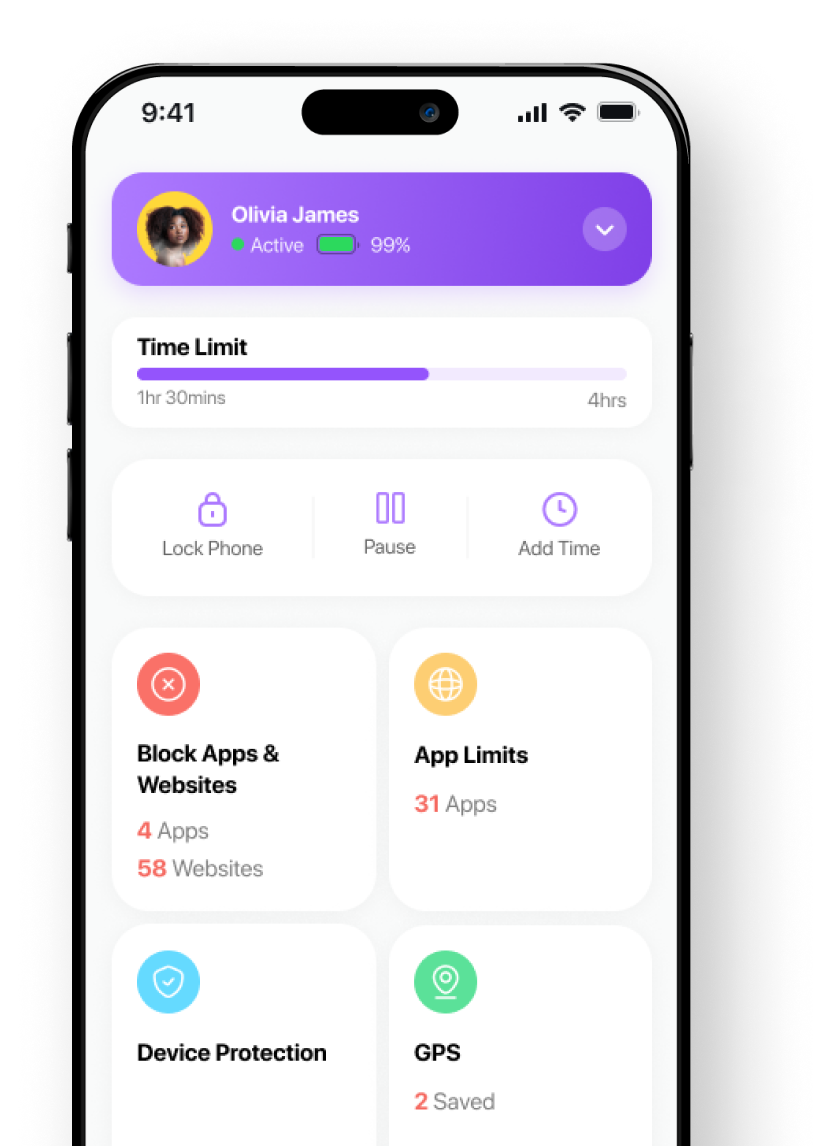 9:41
Olivia James
Active 99%
Time Limit
1hr 30mins 4hrs
Lock Phone Pause Add Time
Block Apps &
Websites
4 Apps
58 Websites
App Limits
31 Apps
Device Protection
GPS
2 Saved